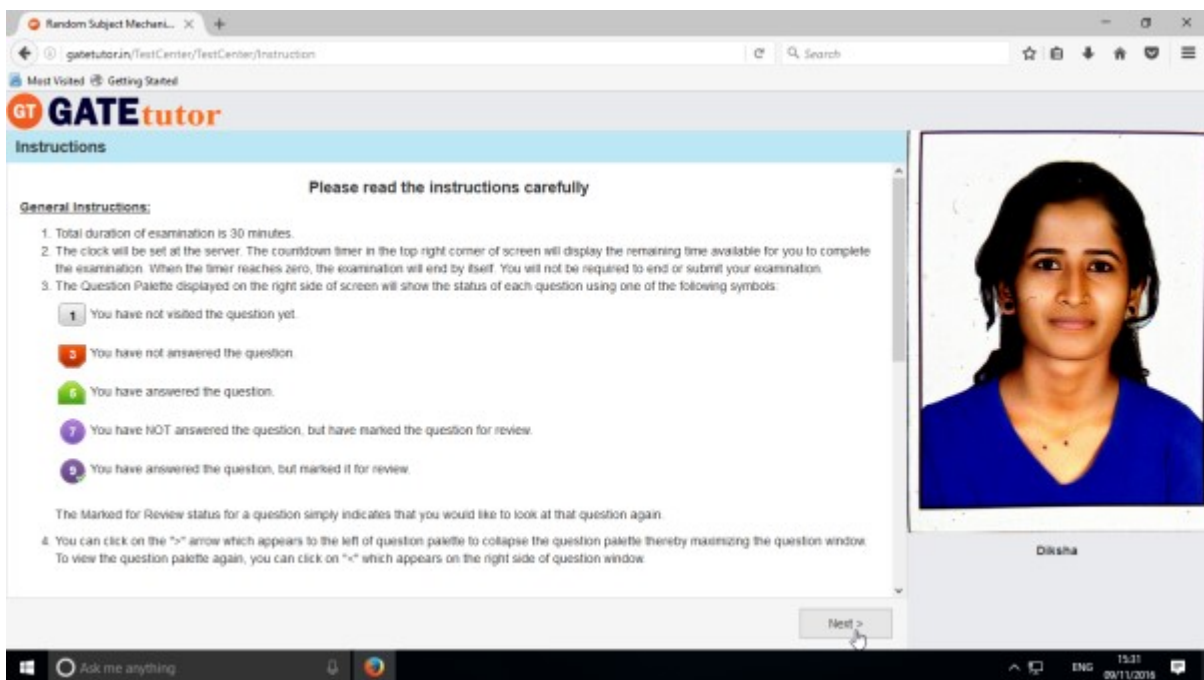 Random Subject Mechani...
gatetutor.in/TestCenter/TestCenter/Instruction
Search
Most Visited
Getting Started
GT GATEtutor
Instructions
Please read the instructions carefully
General Instructions:
1. Total duration of examination is 30 minutes.
2. The clock will be set at the server. The countdown timer in the top right corner of screen will display the remaining time available for you to complete
the examination. When the timer reaches zero, the examination will end by itself. You will not be required to end or submit your examination.
3. The Question Palette displayed on the right side of screen will show the status of each question using one of the following symbols:
1 You have not visited the question yet.
3 You have not answered the question.
5 You have answered the question.
7 You have NOT answered the question, but have marked the question for review.
9 You have answered the question, but marked it for review.
The Marked for Review status for a question simply indicates that you would like to look at that question again.
4. You can click on the ">" arrow which appears to the left of question palette to collapse the question palette thereby maximizing the question window.
To view the question palette again, you can click on "<" which appears on the right side of question window.
Diksha
Next >
Ask me anything
ENG
15:31
09/11/2016